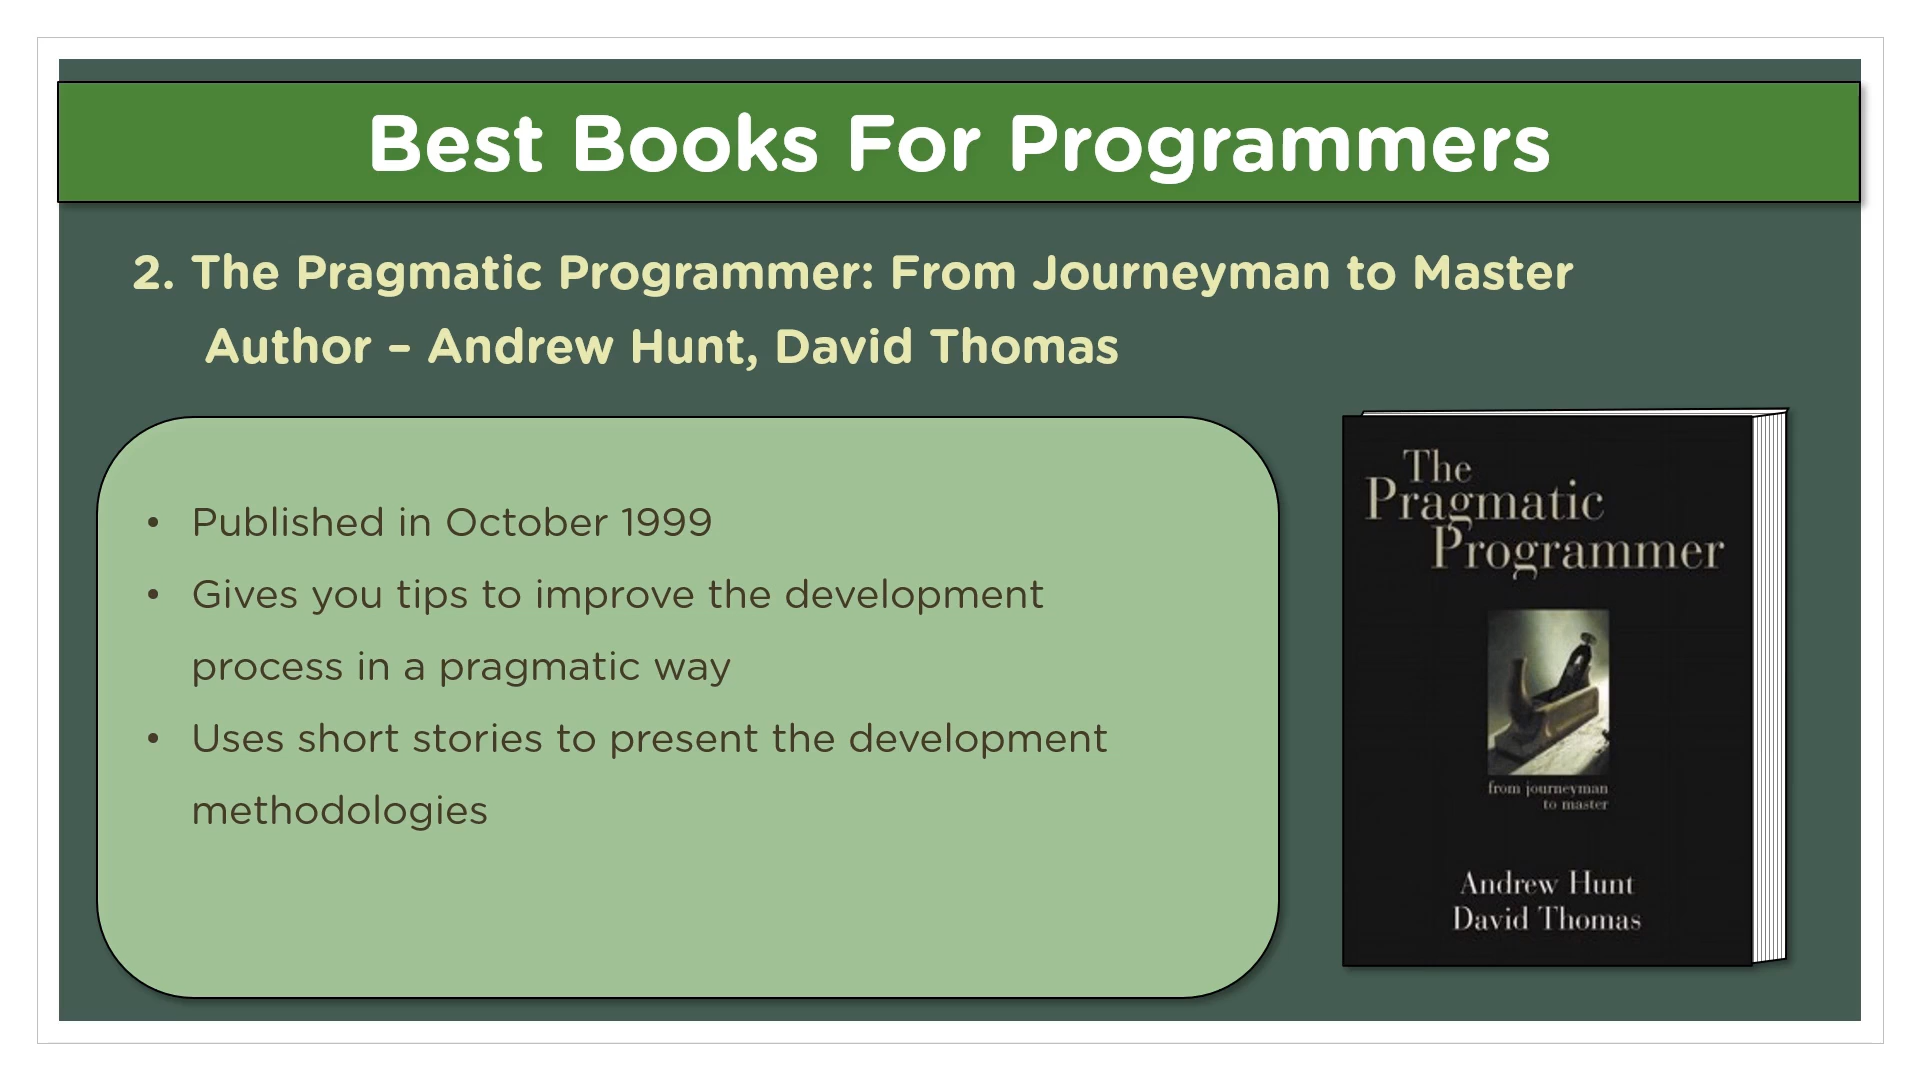 Best Books For Programmers
2. The Pragmatic Programmer: From Journeyman to Master
Author – Andrew Hunt, David Thomas
• Published in October 1999
• Gives you tips to improve the development
process in a pragmatic way
• Uses short stories to present the development
methodologies
The
Pragmatic
Programmer
from journeyman
to master
Andrew Hunt
David Thomas